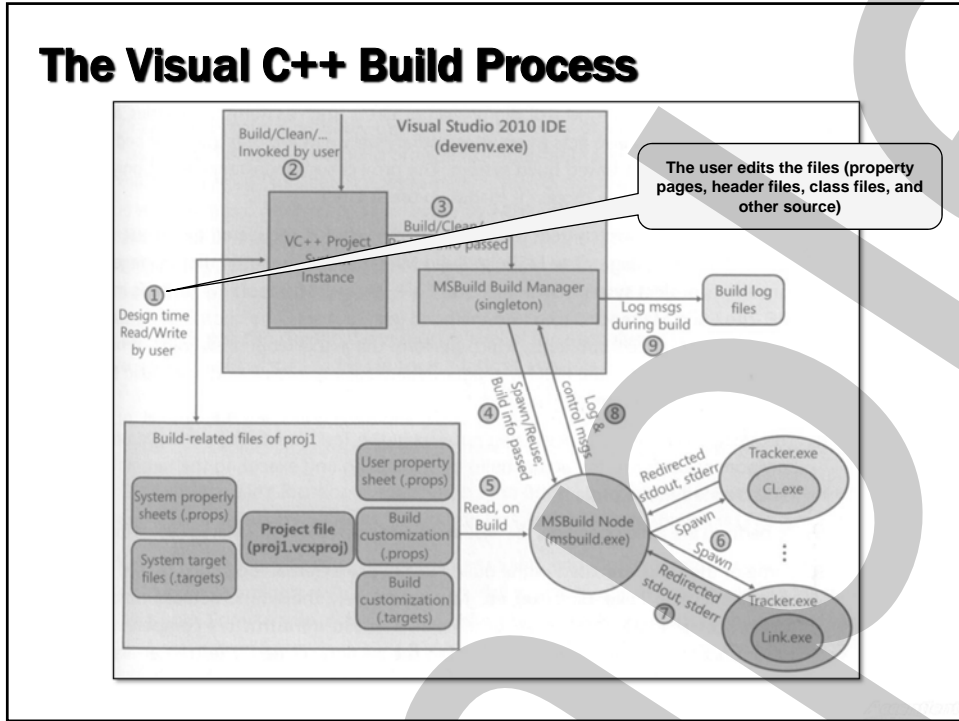 The Visual C++ Build Process
Visual Studio 2010 IDE
(devenv.exe)
Build/Clean/...
Invoked by user
②
The user edits the files (property
pages, header files, class files, and
other source)
③
Build/Clean/
info passed
VC++ Project
Instance
①
Design time
Read/Write
by user
MSBuild Build Manager
(singleton)
Log msgs
during build
⑨
Build log
files
④
Spawn/Reuse;
Build info passed
Log &
control msgs
⑧
Build-related files of proj1
System properly
sheets (.props)
System target
files (.targets)
Project file
(proj1.vcxproj)
User property
sheet (.props)
Build
customization
(.props)
Build
customization
(.targets)
⑤
Read, on
Build
MSBuild Node
(msbuild.exe)
Redirected
stdout, stderr
Spawn
Tracker.exe
CL.exe
⑥
Spawn
Redirected
stdout, stderr
⑦
Tracker.exe
Link.exe